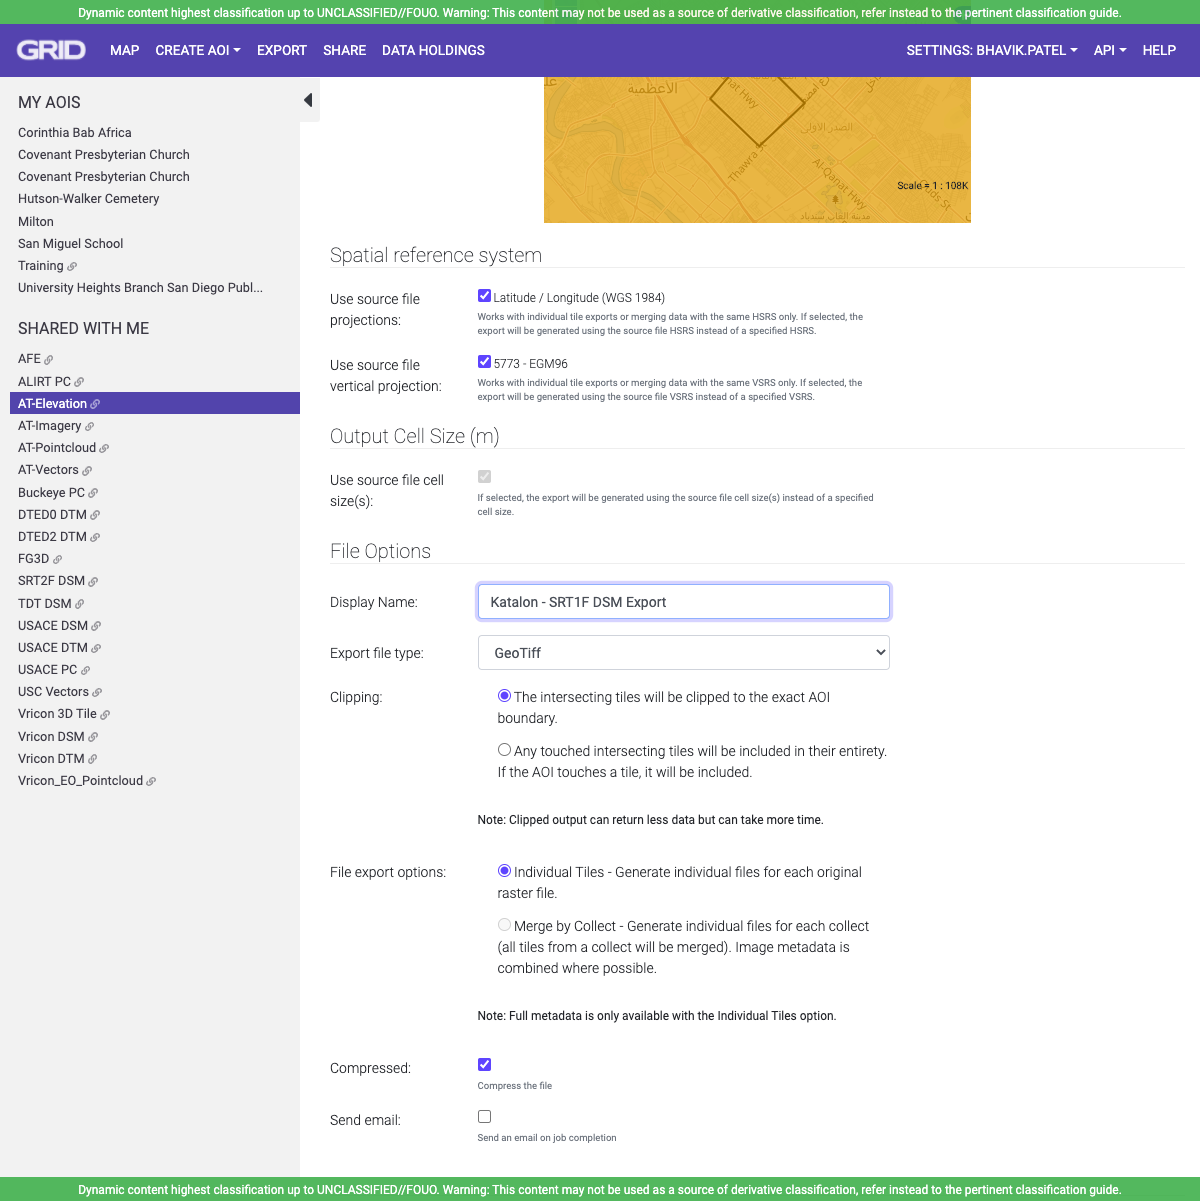 Dynamic content highest classification up to UNCLASSIFIED//FOUO. Warning: This content may not be used as a source of derivative classification, refer instead to the pertinent classification guide.
GRID MAP CREATE AOI EXPORT SHARE DATA HOLDINGS SETTINGS: BHAVIK.PATEL API HELP
MY AOIS
Corinthia Bab Africa
Covenant Presbyterian Church
Covenant Presbyterian Church
Hutson-Walker Cemetery
Milton
San Miguel School
Training
University Heights Branch San Diego Publ...
SHARED WITH ME
AFE
ALIRT PC
AT-Elevation
AT-Imagery
AT-Pointcloud
AT-Vectors
Buckeye PC
DTED0 DTM
DTED2 DTM
FG3D
SRT2F DSM
TDT DSM
USACE DSM
USACE DTM
USACE PC
USC Vectors
Vricon 3D Tile
Vricon DSM
Vricon DTM
Vricon_EO_Pointcloud
الأعظمية
Hwy
الصدر الأولى
Thawra St
Al-Qanat Hwy
Scale = 1 : 108K
Spatial reference system
Use source file
projections:
Latitude / Longitude (WGS 1984)
Works with individual tile exports or merging data with the same HSRS only. If selected, the
export will be generated using the source file HSRS instead of a specified HSRS.
Use source file
vertical projection:
5773 - EGM96
Works with individual tile exports or merging data with the same VSRS only. If selected, the
export will be generated using the source file VSRS instead of a specified VSRS.
Output Cell Size (m)
Use source file cell
size(s):
If selected, the export will be generated using the source file cell size(s) instead of a specified
cell size.
File Options
Display Name: Katalon - SRT1F DSM Export
Export file type: GeoTiff
Clipping:
The intersecting tiles will be clipped to the exact AOI
boundary.
Any touched intersecting tiles will be included in their entirety.
If the AOI touches a tile, it will be included.
Note: Clipped output can return less data but can take more time.
File export options:
Individual Tiles - Generate individual files for each original
raster file.
Merge by Collect - Generate individual files for each collect
(all tiles from a collect will be merged). Image metadata is
combined where possible.
Note: Full metadata is only available with the Individual Tiles option.
Compressed:
Compress the file
Send email:
Send an email on job completion
Dynamic content highest classification up to UNCLASSIFIED//FOUO. Warning: This content may not be used as a source of derivative classification, refer instead to the pertinent classification guide.